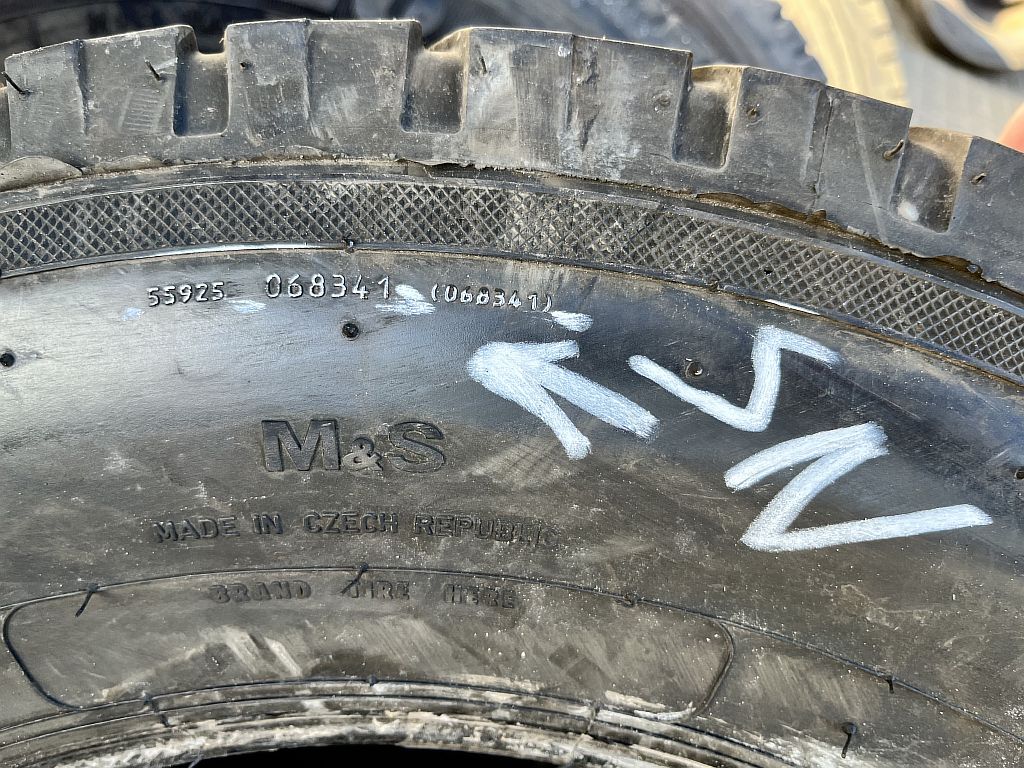 55925 068341 (068341)
M&S
MADE IN CZECH REPUBLIC
BRAND TIRE HERE